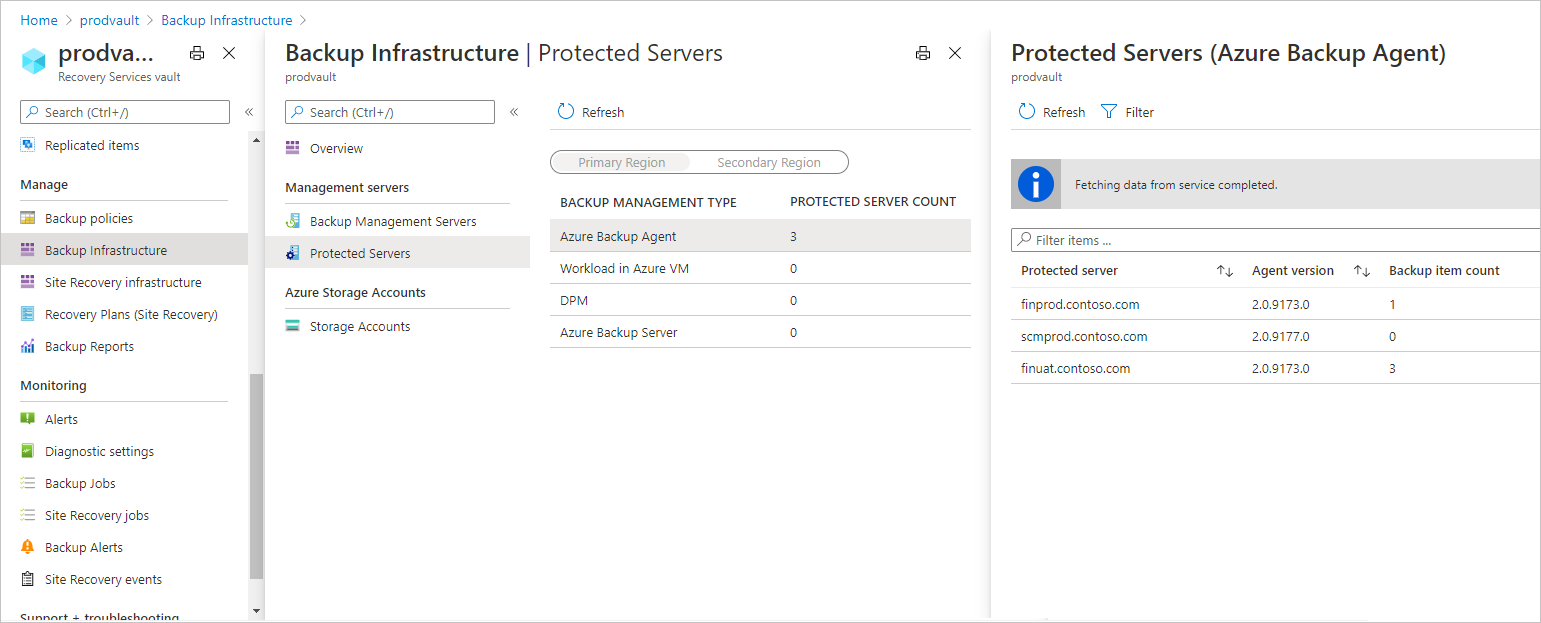 Home > prodvault > Backup Infrastructure >
prodva...
Recovery Services vault
Search (Ctrl+/)
«
Replicated items
Manage
Backup policies
Backup Infrastructure
Site Recovery infrastructure
Recovery Plans (Site Recovery)
Backup Reports
Monitoring
Alerts
Diagnostic settings
Backup Jobs
Site Recovery jobs
Backup Alerts
Site Recovery events
Support + troubleshooting
Backup Infrastructure | Protected Servers
prodvault
Search (Ctrl+/)
«
Overview
Management servers
Backup Management Servers
Protected Servers
Azure Storage Accounts
Storage Accounts
Refresh
Primary Region Secondary Region
BACKUP MANAGEMENT TYPE PROTECTED SERVER COUNT
Azure Backup Agent 3
Workload in Azure VM 0
DPM 0
Azure Backup Server 0
Protected Servers (Azure Backup Agent)
prodvault
Refresh Filter
Fetching data from service completed.
Filter items ...
Protected server Agent version Backup item count
finprod.contoso.com 2.0.9173.0 1
scmprod.contoso.com 2.0.9177.0 0
finuat.contoso.com 2.0.9173.0 3